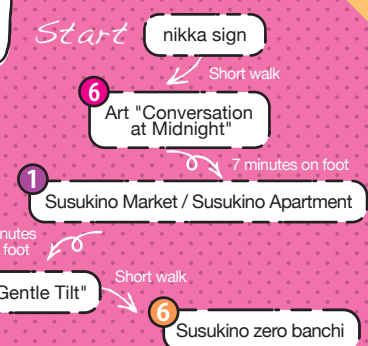 Start
nikka sign
Short walk
6
Art "Conversation
at Midnight"
7 minutes on foot
1
Susukino Market / Susukino Apartment
foot
Gentle Tilt"
Short walk
6
Susukino zero banchi